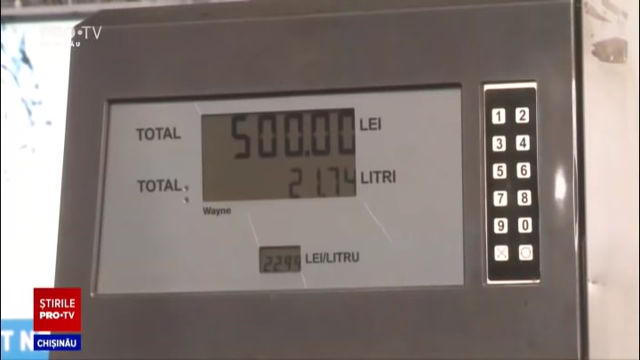 PRO•TV
TOTAL 500.00 LEI
TOTAL 21.74 LITRI
Wayne
22.99 LEI/LITRU
1 2
3 4
5 6
7 8
9 0
ȘTIRILE
PRO•TV
CHIȘINĂU